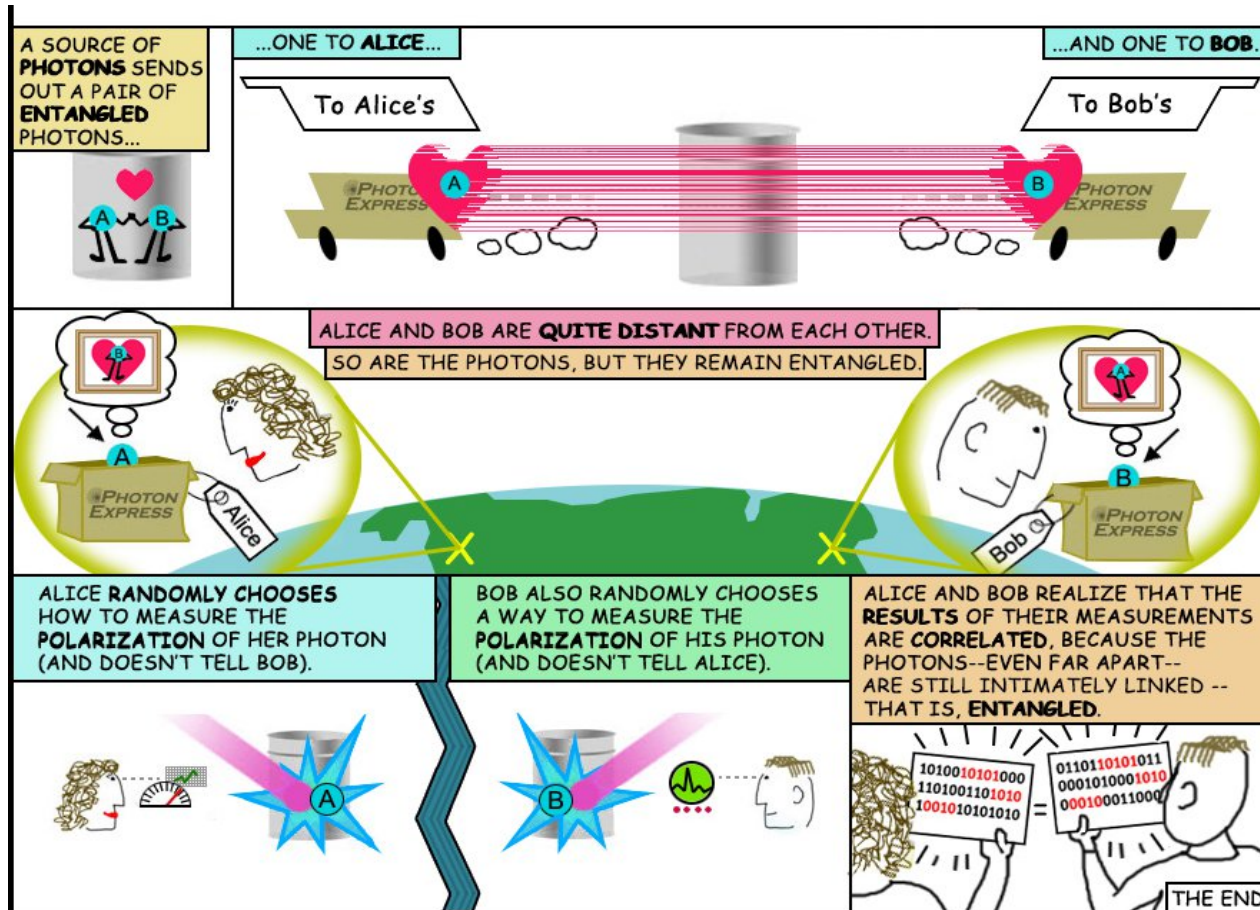 A SOURCE OF
PHOTONS SENDS
OUT A PAIR OF
ENTANGLED
PHOTONS...
A
B
...ONE TO ALICE...
...AND ONE TO BOB.
To Alice's
To Bob's
PHOTON
EXPRESS
A
B
PHOTON
EXPRESS
ALICE AND BOB ARE QUITE DISTANT FROM EACH OTHER.
SO ARE THE PHOTONS, BUT THEY REMAIN ENTANGLED.
B
A
PHOTON
EXPRESS
Alice
A
B
PHOTON
EXPRESS
Bob
ALICE RANDOMLY CHOOSES
HOW TO MEASURE THE
POLARIZATION OF HER PHOTON
(AND DOESN'T TELL BOB).
A
BOB ALSO RANDOMLY CHOOSES
A WAY TO MEASURE THE
POLARIZATION OF HIS PHOTON
(AND DOESN'T TELL ALICE).
B
ALICE AND BOB REALIZE THAT THE
RESULTS OF THEIR MEASUREMENTS
ARE CORRELATED, BECAUSE THE
PHOTONS--EVEN FAR APART--
ARE STILL INTIMATELY LINKED --
THAT IS, ENTANGLED.
1010010101000
1101001101010
1001010101010
=
0110110101011
0001010001010
0001000011000
THE END